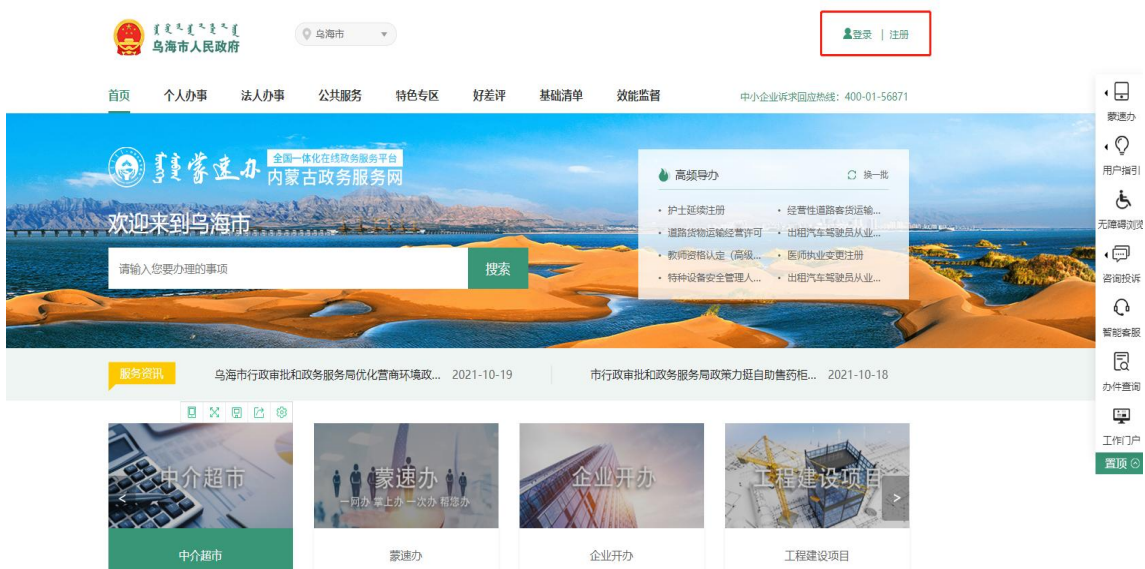 乌海市人民政府
乌海市
登录 | 注册
首页 个人办事 法人办事 公共服务 特色专区 好差评 基础清单 效能监督 中小企业诉求回应热线：400-01-56871
蒙速办 全国一体化在线政务服务平台
内蒙古政务服务网
欢迎来到乌海市
请输入您要办理的事项 搜索
高频导办 换一批
• 护士延续注册 • 经营性道路客货运输...
• 道路货物运输经营许可 • 出租汽车驾驶员从业...
• 教师资格认定（高级... • 医师执业变更注册
• 特种设备安全管理人... • 出租汽车驾驶员从业...
服务资讯 乌海市行政审批和政务服务局优化营商环境政... 2021-10-19 市行政审批和政务服务局政策力挺自助售药柜... 2021-10-18
中介超市 蒙速办 企业开办 工程建设项目
一网办 掌上办 一次办 帮您办
中介超市 蒙速办 企业开办 工程建设项目
蒙速办
用户指引
无障碍浏览
咨询投诉
智能客服
办件查询
工作门户
置顶